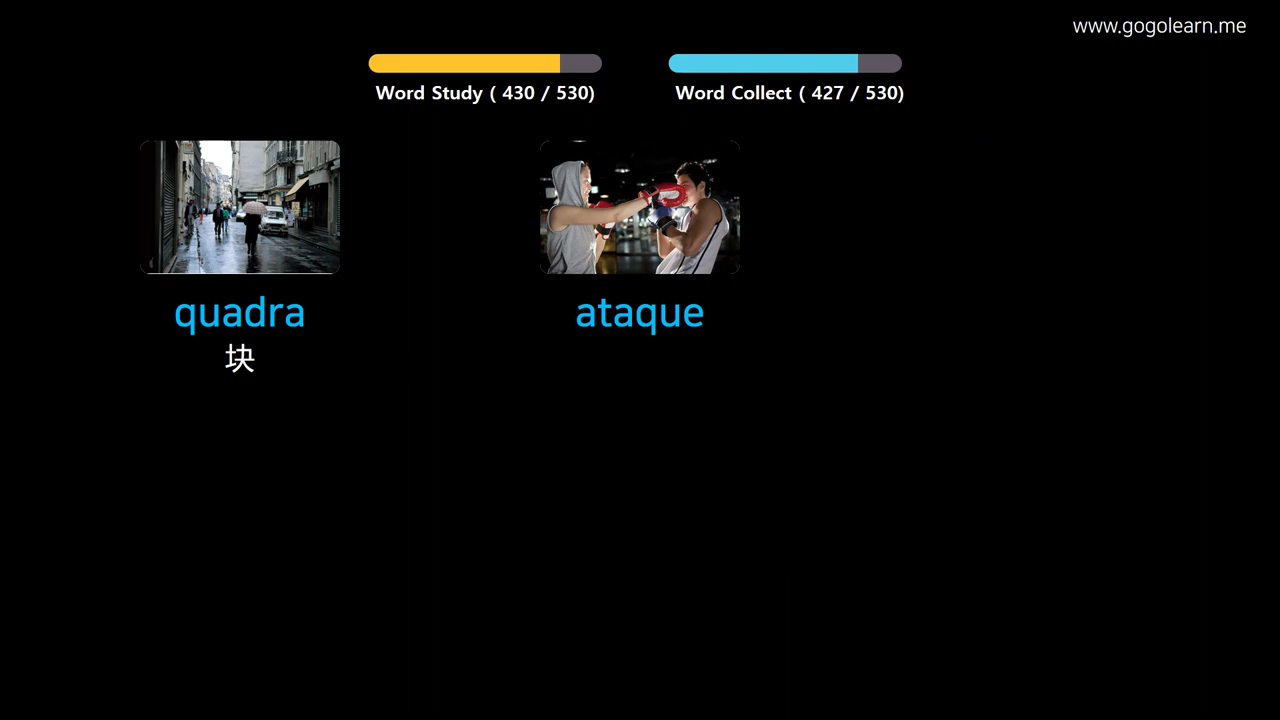 www.gogolearn.me
Word Study ( 430 / 530)
Word Collect ( 427 / 530)
quadra
块
ataque